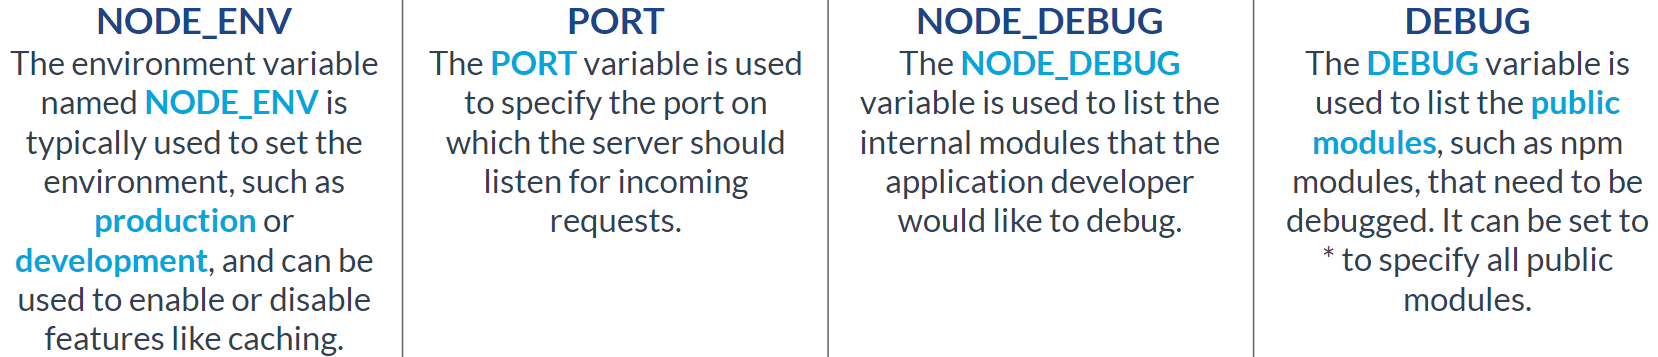 NODE_ENV
The environment variable
named NODE_ENV is
typically used to set the
environment, such as
production or
development, and can be
used to enable or disable
features like caching.
PORT
The PORT variable is used
to specify the port on
which the server should
listen for incoming
requests.
NODE_DEBUG
The NODE_DEBUG
variable is used to list the
internal modules that the
application developer
would like to debug.
DEBUG
The DEBUG variable is
used to list the public
modules, such as npm
modules, that need to be
debugged. It can be set to
* to specify all public
modules.